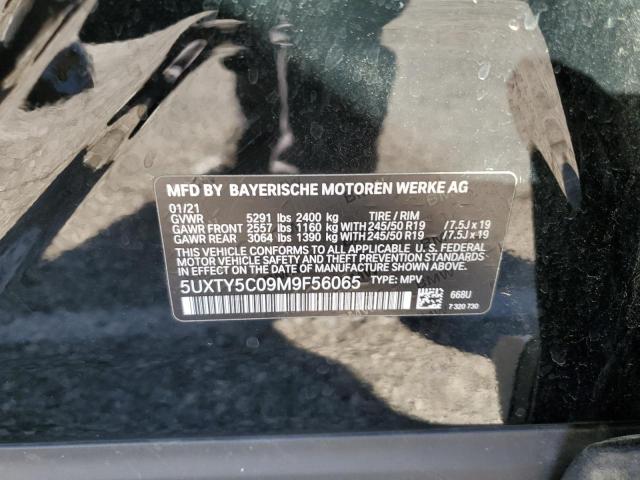 MFD BY BAYERISCHE MOTOREN WERKE AG
01/21
GVWR 5291 lbs 2400 kg TIRE / RIM
GAWR FRONT 2557 lbs 1160 kg WITH 245/50 R19 / 7.5J x 19
GAWR REAR 3064 lbs 1390 kg WITH 245/50 R19 / 7.5J x 19
THIS VEHICLE CONFORMS TO ALL APPLICABLE U. S. FEDERAL
MOTOR VEHICLE SAFETY AND THEFT PREVENTION STANDARDS
IN EFFECT ON THE DATE OF MANUFACTURE SHOWN ABOVE.
5UXTY5C09M9F56065 TYPE: MPV
668U
7 320 730